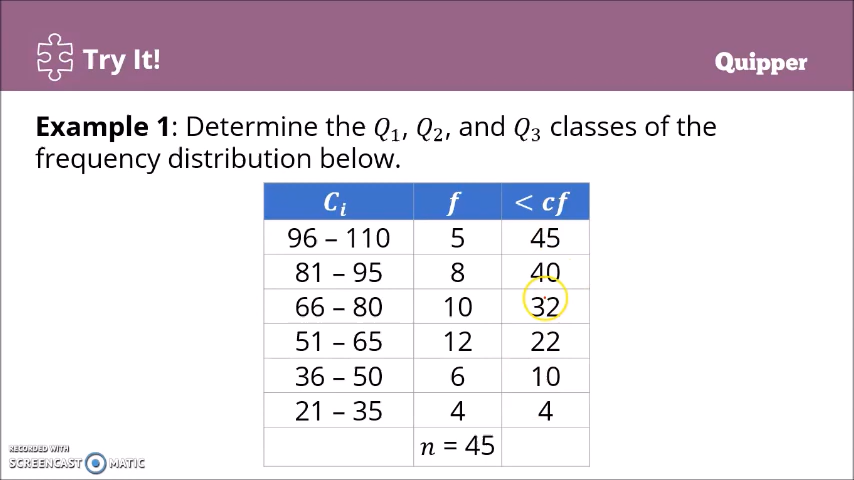 Try It!
Quipper
Example 1: Determine the Q₁, Q₂, and Q₃ classes of the
frequency distribution below.
Cᵢ f < cf
96 – 110 5 45
81 – 95 8 40
66 – 80 10 32
51 – 65 12 22
36 – 50 6 10
21 – 35 4 4
n = 45
RECORDED WITH
SCREENCAST MATIC